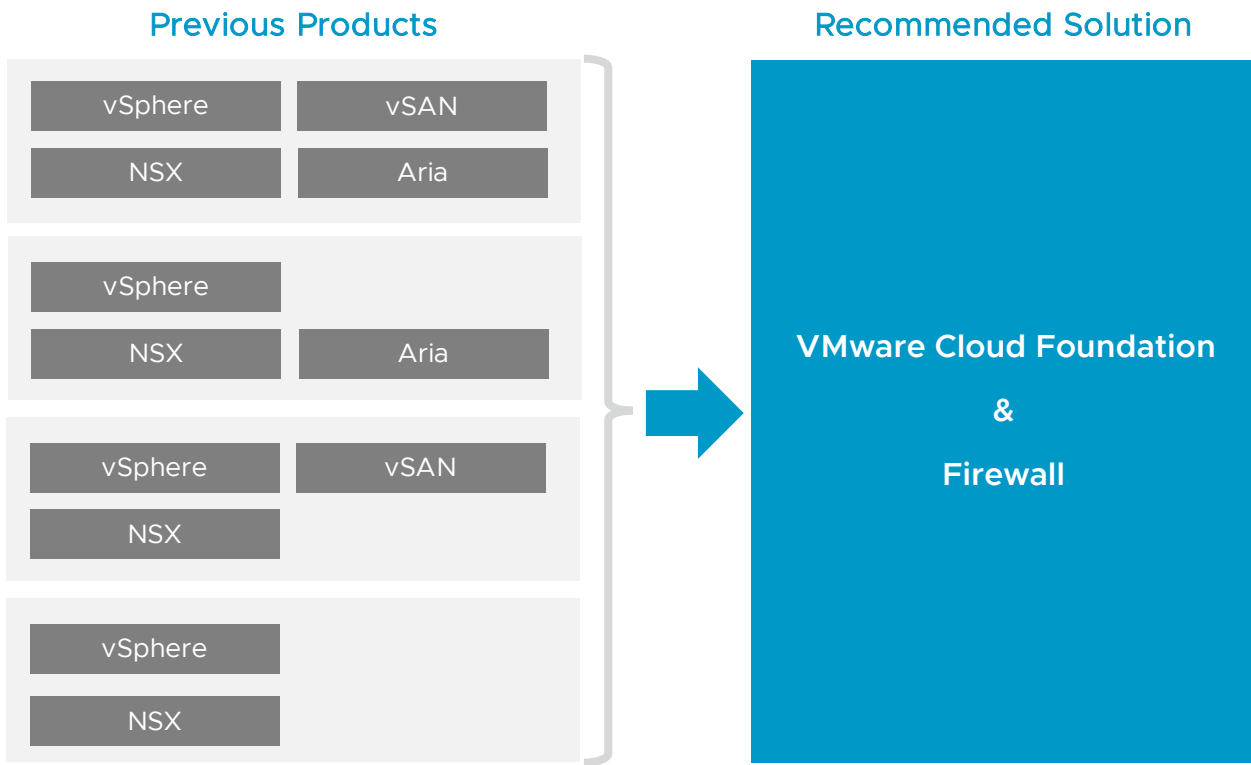 Previous Products
Recommended Solution
vSphere
vSAN
NSX
Aria
vSphere
NSX
Aria
vSphere
vSAN
NSX
vSphere
NSX
VMware Cloud Foundation
&
Firewall